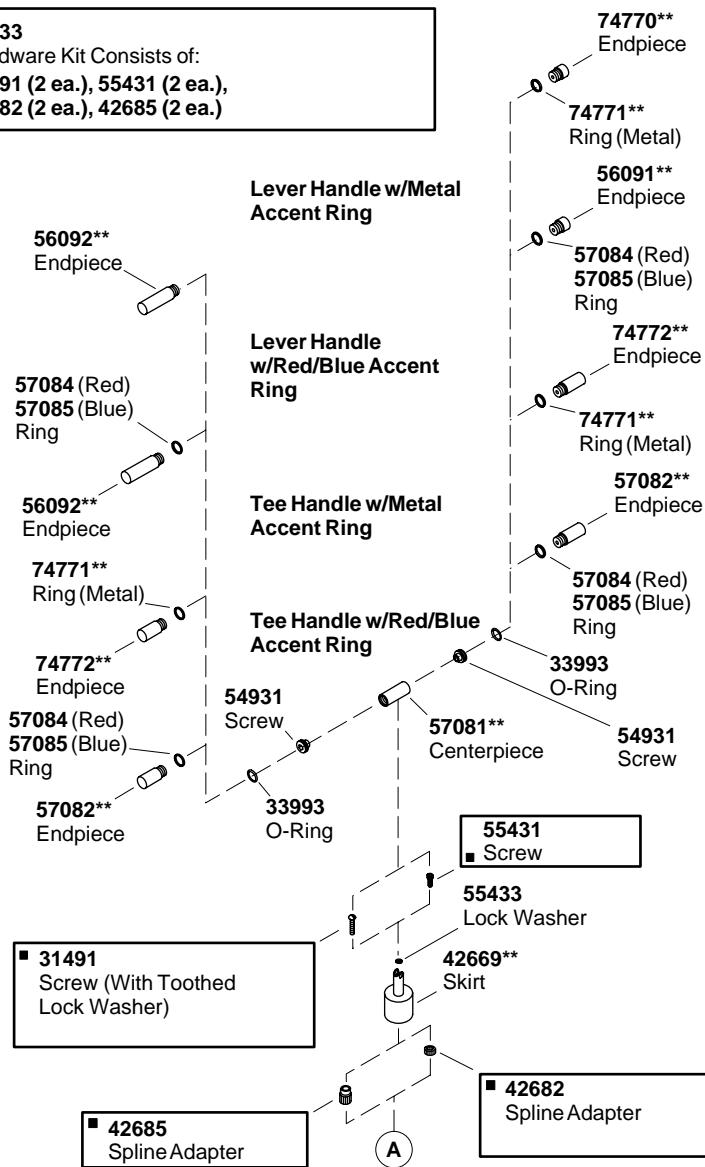 33
dware Kit Consists of:
91 (2 ea.), 55431 (2 ea.),
82 (2 ea.), 42685 (2 ea.)
74770**
Endpiece
74771**
Ring (Metal)
Lever Handle w/Metal
Accent Ring
56091**
Endpiece
56092**
Endpiece
57084 (Red)
57085 (Blue)
Ring
Lever Handle
w/Red/Blue Accent
Ring
74772**
Endpiece
57084 (Red)
57085 (Blue)
Ring
74771**
Ring (Metal)
56092**
Endpiece
Tee Handle w/Metal
Accent Ring
57082**
Endpiece
74771**
Ring (Metal)
57084 (Red)
57085 (Blue)
Ring
Tee Handle w/Red/Blue
Accent Ring
74772**
Endpiece
33993
O-Ring
54931
Screw
57081**
Centerpiece
54931
Screw
57084 (Red)
57085 (Blue)
Ring
57082**
Endpiece
33993
O-Ring
55431
■ Screw
55433
Lock Washer
■ 31491
Screw (With Toothed
Lock Washer)
42669**
Skirt
■ 42682
Spline Adapter
■ 42685
Spline Adapter
A